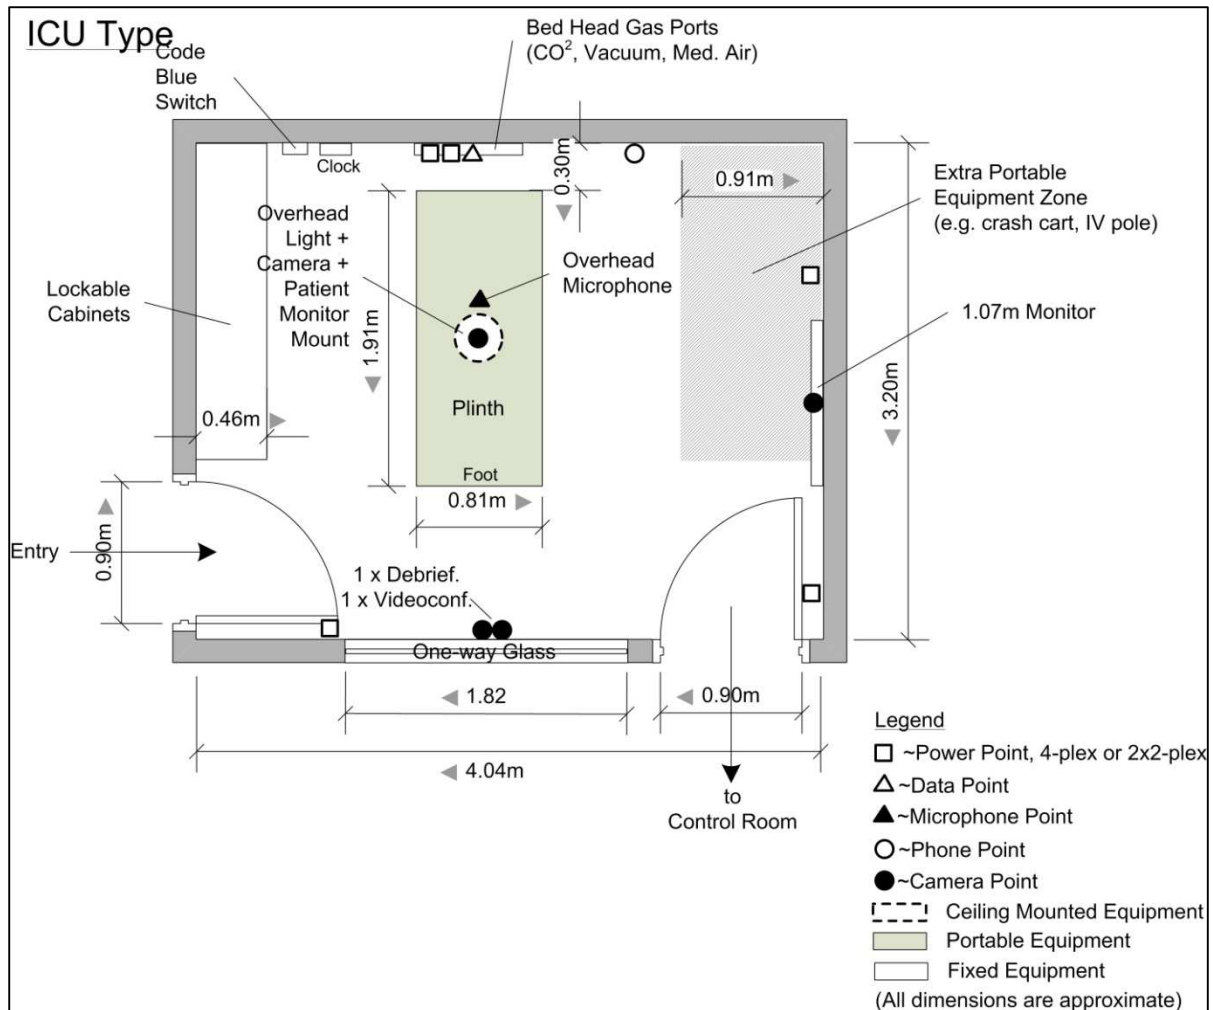 ICU Type
Code
Blue
Switch
Bed Head Gas Ports
(CO², Vacuum, Med. Air)
Clock
0.30m
0.91m
Extra Portable
Equipment Zone
(e.g. crash cart, IV pole)
Overhead
Light +
Camera +
Patient
Monitor
Mount
Overhead
Microphone
Lockable
Cabinets
1.07m Monitor
1.91m
3.20m
Plinth
0.46m
Foot
0.81m
0.90m
Entry
1 x Debrief.
1 x Videoconf.
One-way Glass
1.82
0.90m
4.04m
to
Control Room
Legend
~Power Point, 4-plex or 2x2-plex
~Data Point
~Microphone Point
~Phone Point
~Camera Point
Ceiling Mounted Equipment
Portable Equipment
Fixed Equipment
(All dimensions are approximate)